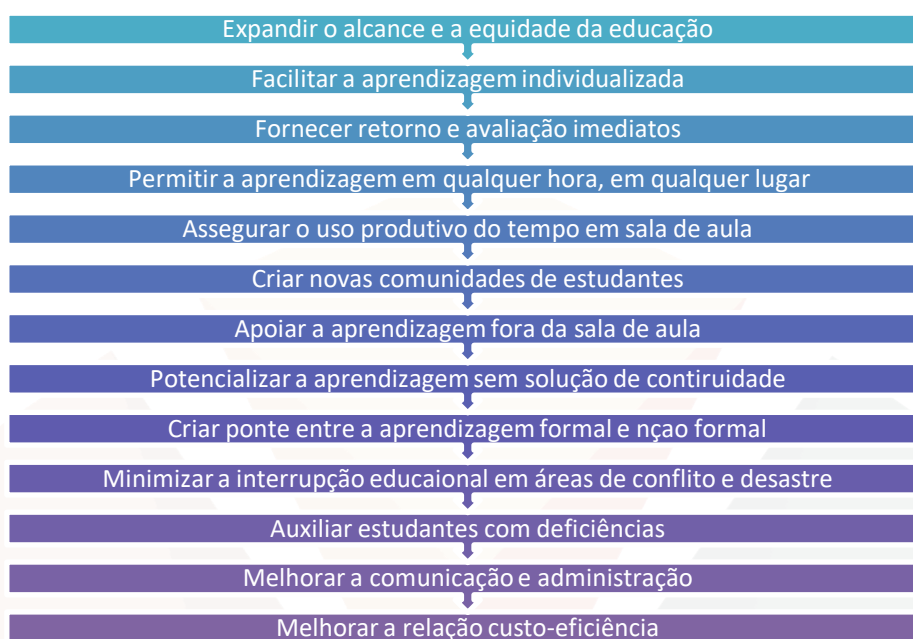 Expandir o alcance e a equidade da educação
Facilitar a aprendizagem individualizada
Fornecer retorno e avaliação imediatos
Permitir a aprendizagem em qualquer hora, em qualquer lugar
Assegurar o uso produtivo do tempo em sala de aula
Criar novas comunidades de estudantes
Apoiar a aprendizagem fora da sala de aula
Potencializar a aprendizagem sem solução de contiruidade
Criar ponte entre a aprendizagem formal e nçao formal
Minimizar a interrupção educaional em áreas de conflito e desastre
Auxiliar estudantes com deficiências
Melhorar a comunicação e administração
Melhorar a relação custo-eficiência